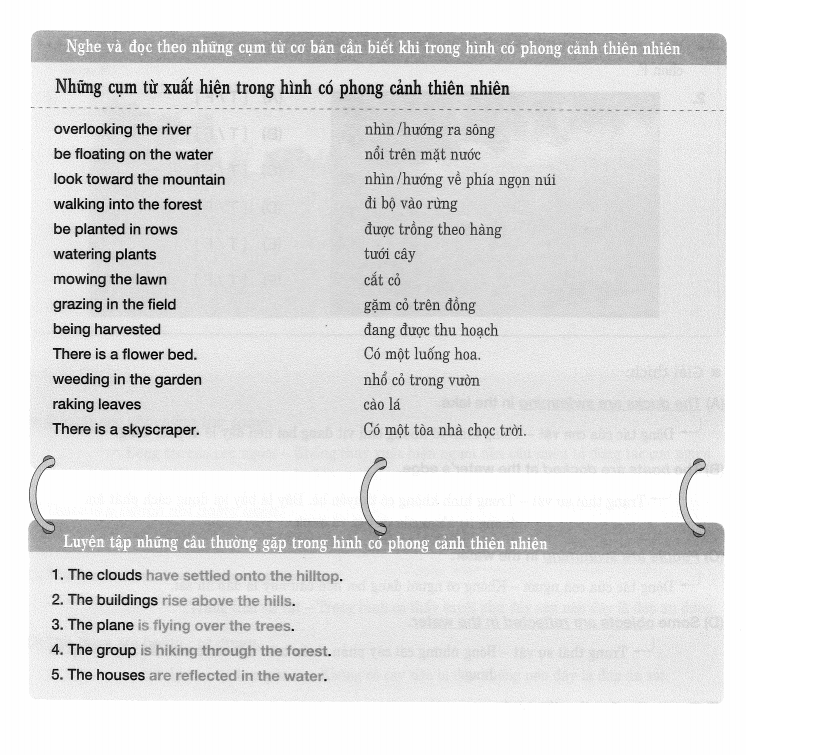 Nghe và đọc theo những cụm từ cơ bản cần biết khi trong hình có phong cảnh thiên nhiên
Những cụm từ xuất hiện trong hình có phong cảnh thiên nhiên
overlooking the river nhìn/hướng ra sông
be floating on the water nổi trên mặt nước
look toward the mountain nhìn/hướng về phía ngọn núi
walking into the forest đi bộ vào rừng
be planted in rows được trồng theo hàng
watering plants tưới cây
mowing the lawn cắt cỏ
grazing in the field gặm cỏ trên đồng
being harvested đang được thu hoạch
There is a flower bed. Có một luống hoa.
weeding in the garden nhổ cỏ trong vườn
raking leaves cào lá
There is a skyscraper. Có một tòa nhà chọc trời.
Luyện tập những câu thường gặp trong hình có phong cảnh thiên nhiên
1. The clouds have settled onto the hilltop.
2. The buildings rise above the hills.
3. The plane is flying over the trees.
4. The group is hiking through the forest.
5. The houses are reflected in the water.